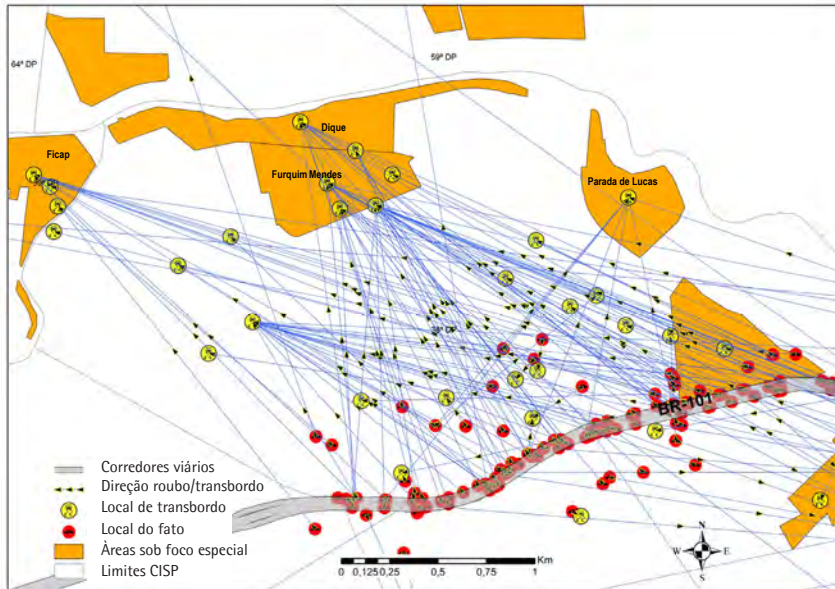 64ª DP
59ª DP
Dique
Ficap
Furquim Mendes
Parada de Lucas
38ª DP
BR-101
Corredores viários
Direção roubo/transbordo
Local de transbordo
Local do fato
Àreas sob foco especial
Limites CISP
Km
0 0,125 0,25 0,5 0,75 1
N
W E
S